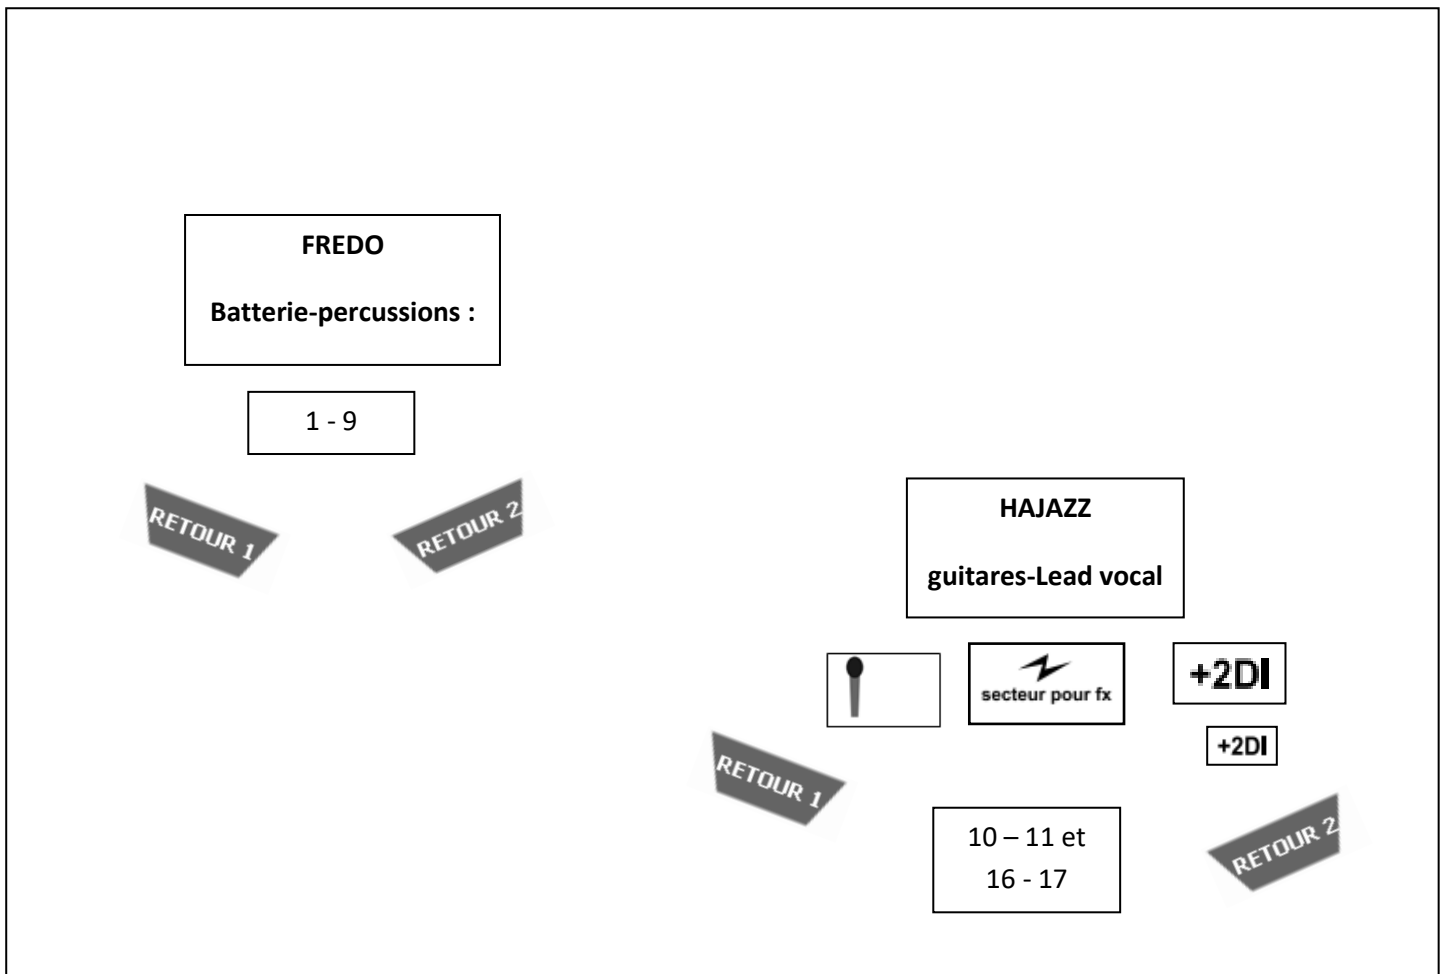 FREDO
Batterie-percussions :
1 - 9
RETOUR 1
RETOUR 2
HAJAZZ
guitares-Lead vocal
secteur pour fx
+2DI
+2DI
RETOUR 1
10 – 11 et
16 - 17
RETOUR 2